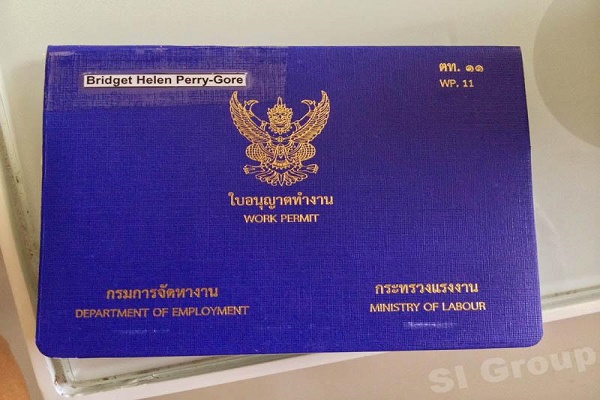 Bridget Helen Perry-Gore
ตท. ๑๑
WP. 11
ใบอนุญาตทำงาน
WORK PERMIT
กรมการจัดหางาน
DEPARTMENT OF EMPLOYMENT
กระทรวงแรงงาน
MINISTRY OF LABOUR
SI Group